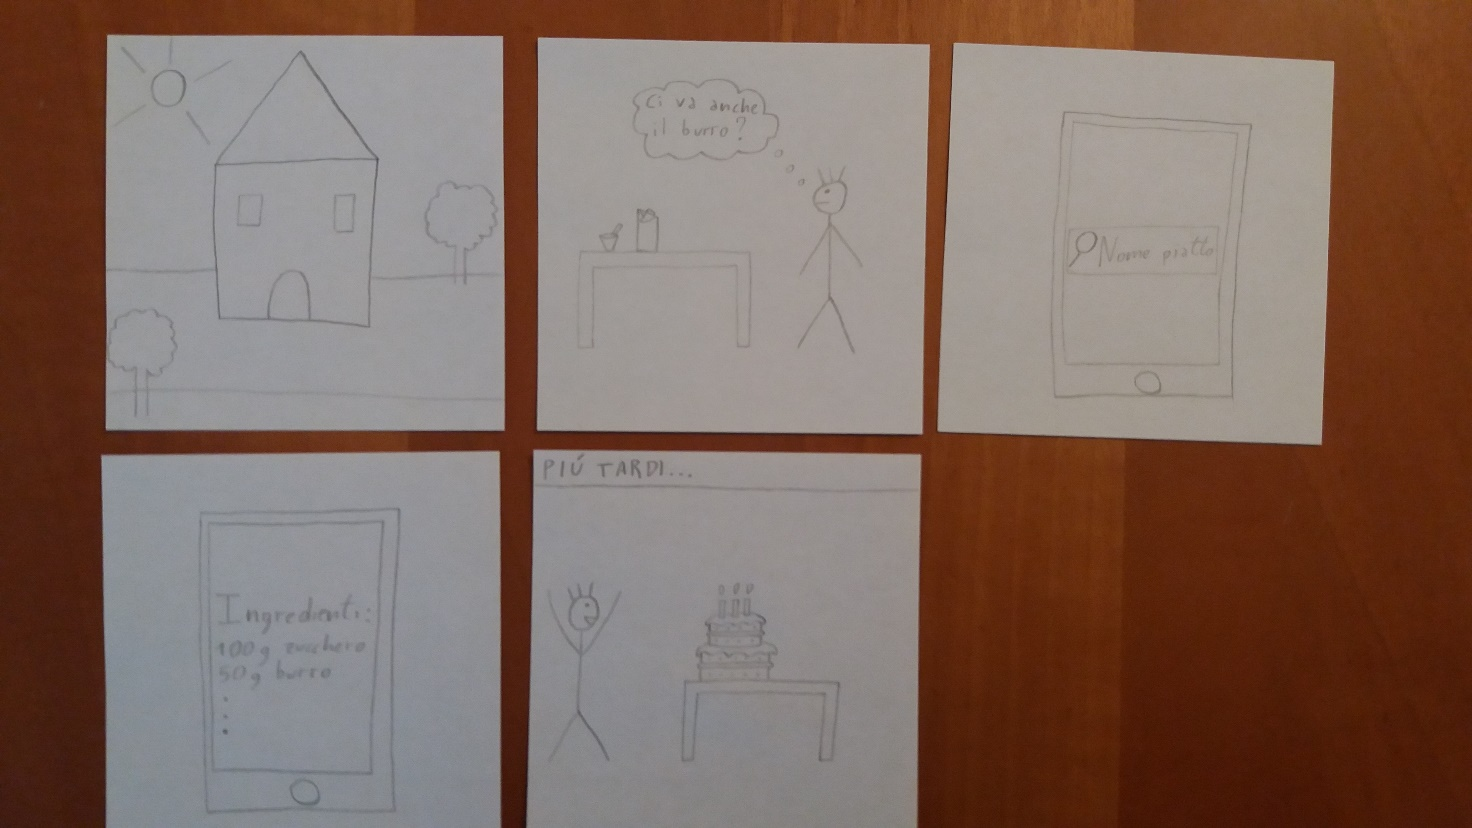 Ci va anche
il burro?
Nome piatto
Ingredienti:
100g zucchero
50g burro
PIÚ TARDI...